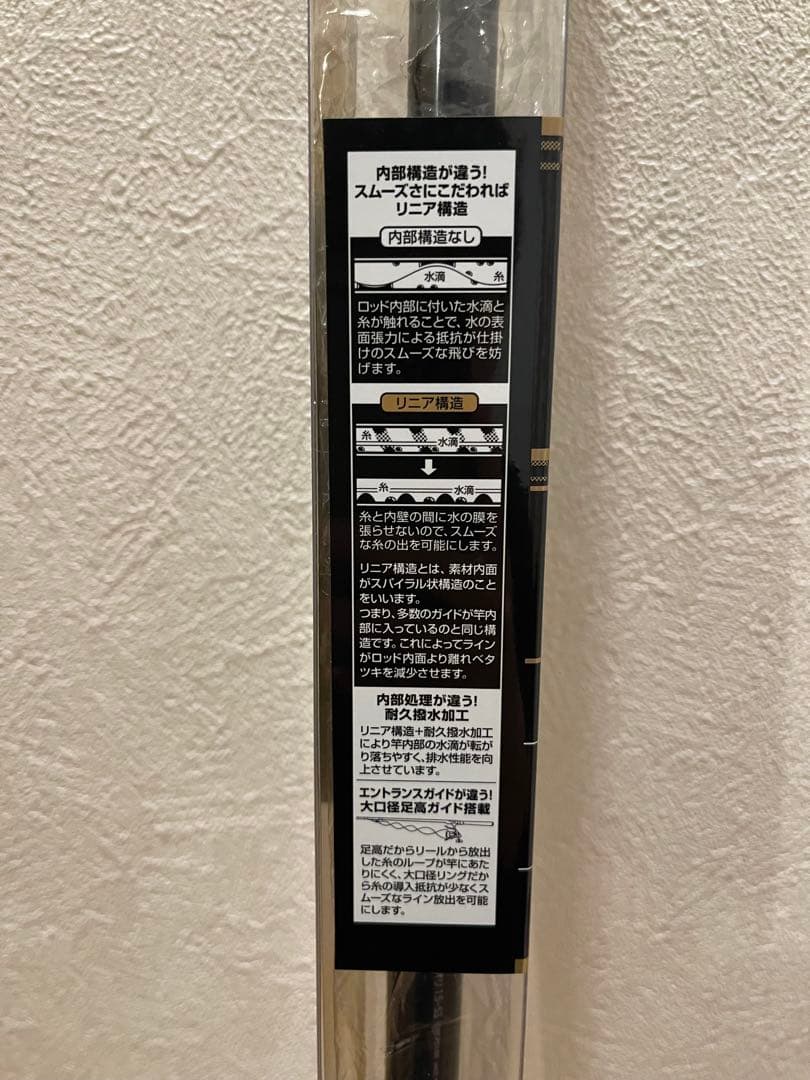 内部構造が違う!
スムーズさにこだわれば
リニア構造
内部構造なし
水滴 糸
ロッド内部に付いた水滴と
糸が触れることで、水の表
面張力による抵抗が仕掛
けのスムーズな飛びを妨
げます。
リニア構造
糸 水滴
糸 水滴
糸と内壁の間に水の膜を
張らせないので、スムーズ
な糸の出を可能にします。
リニア構造とは、素材内面
がスパイラル状構造のこと
をいいます。
つまり、多数のガイドが竿内
部に入っているのと同じ構
造です。これによってライン
がロッド内面より離れベタ
ツキを減少させます。
内部処理が違う!
耐久撥水加工
リニア構造+耐久撥水加工
により竿内部の水滴が転が
り落ちやすく、排水性能を向
上させています。
エントランスガイドが違う!
大口径足高ガイド搭載
足高だからリールから放出
した糸のループが竿にあた
りにくく、大口径リングだか
ら糸の導入抵抗が少なくス
ムーズなライン放出を可能
にします。